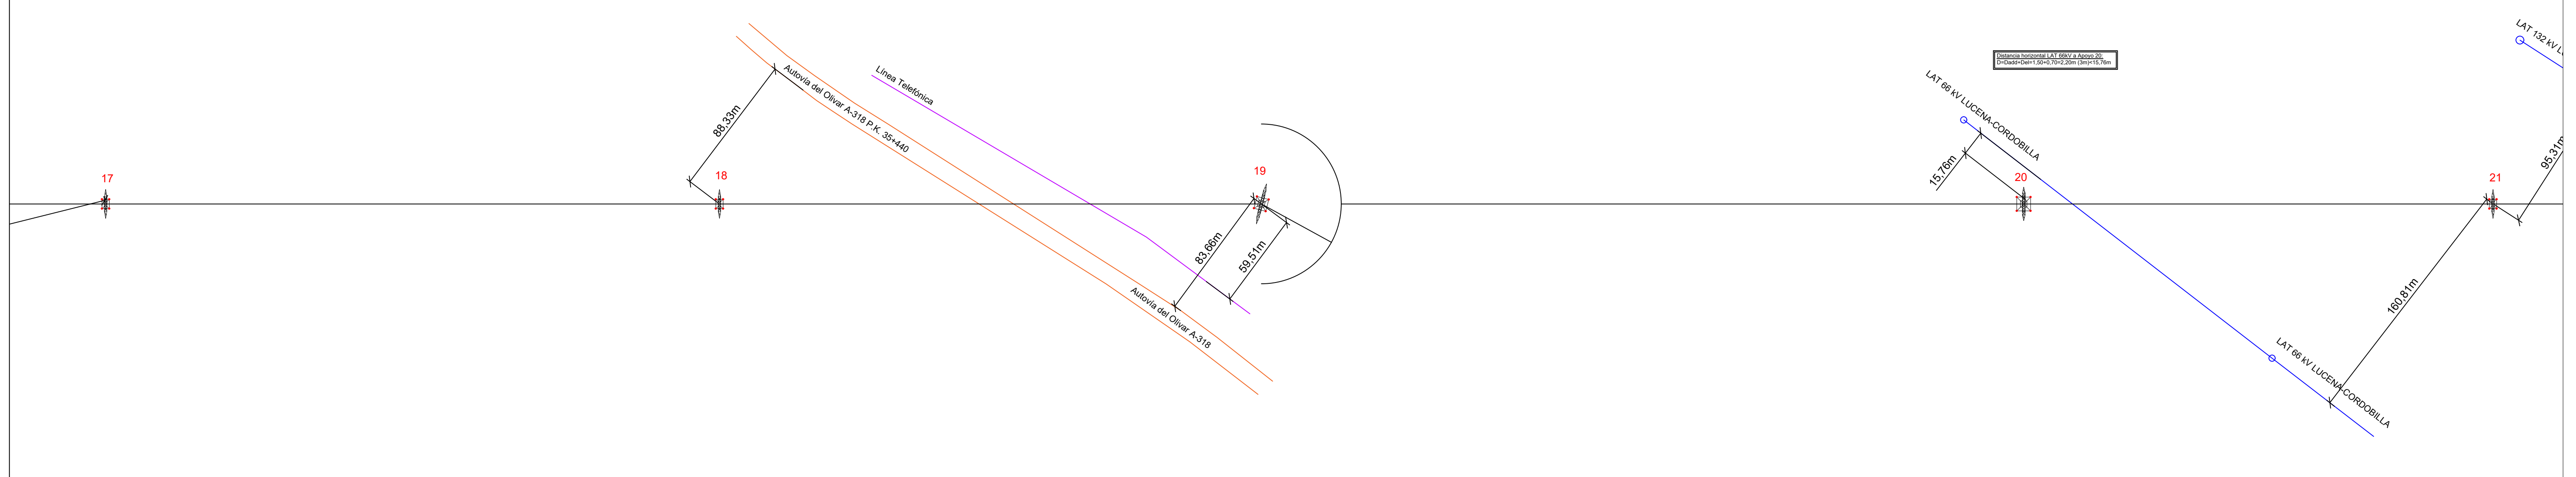 17
18
88,33m
Autovía del Olivar A-318 P.K. 35+440
Línea Telefónica
19
83,66m
59,51m
Autovía del Olivar A-318
Distancia horizontal LAT 66kV a Apoyo 20:
D=Dadd+Del=1,50+0,70=2,20m (3m)<15,76m
LAT 66 kV LUCENA-CORDOBILLA
15,76m
20
LAT 66 kV LUCENA-CORDOBILLA
160,81m
21
95,31m
LAT 132 kV